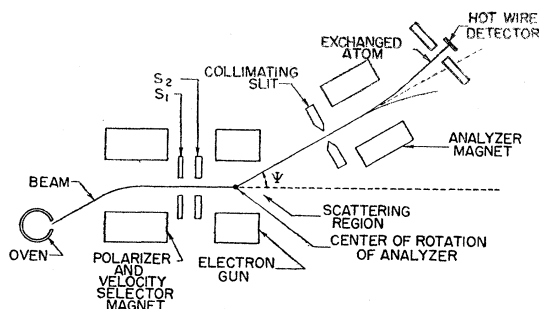 HOT WIRE
DETECTOR
EXCHANGED
ATOM
COLLIMATING
SLIT
S2
S1
ANALYZER
MAGNET
BEAM
Ψ
SCATTERING
REGION
CENTER OF ROTATION
OF ANALYZER
OVEN
POLARIZER
AND
VELOCITY
SELECTOR
MAGNET
ELECTRON
GUN